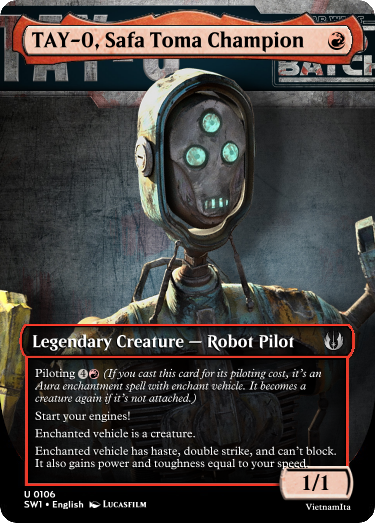 TAY-0, Safa Toma Champion
TAY-0
BATCH
Legendary Creature — Robot Pilot
Piloting 4 (If you cast this card for its piloting cost, it's an
Aura enchantment spell with enchant vehicle. It becomes a
creature again if it's not attached.)
Start your engines!
Enchanted vehicle is a creature.
Enchanted vehicle has haste, double strike, and can't block.
It also gains power and toughness equal to your speed.
1/1
U 0106
SW1 • English LUCASFILM
VietnamIta